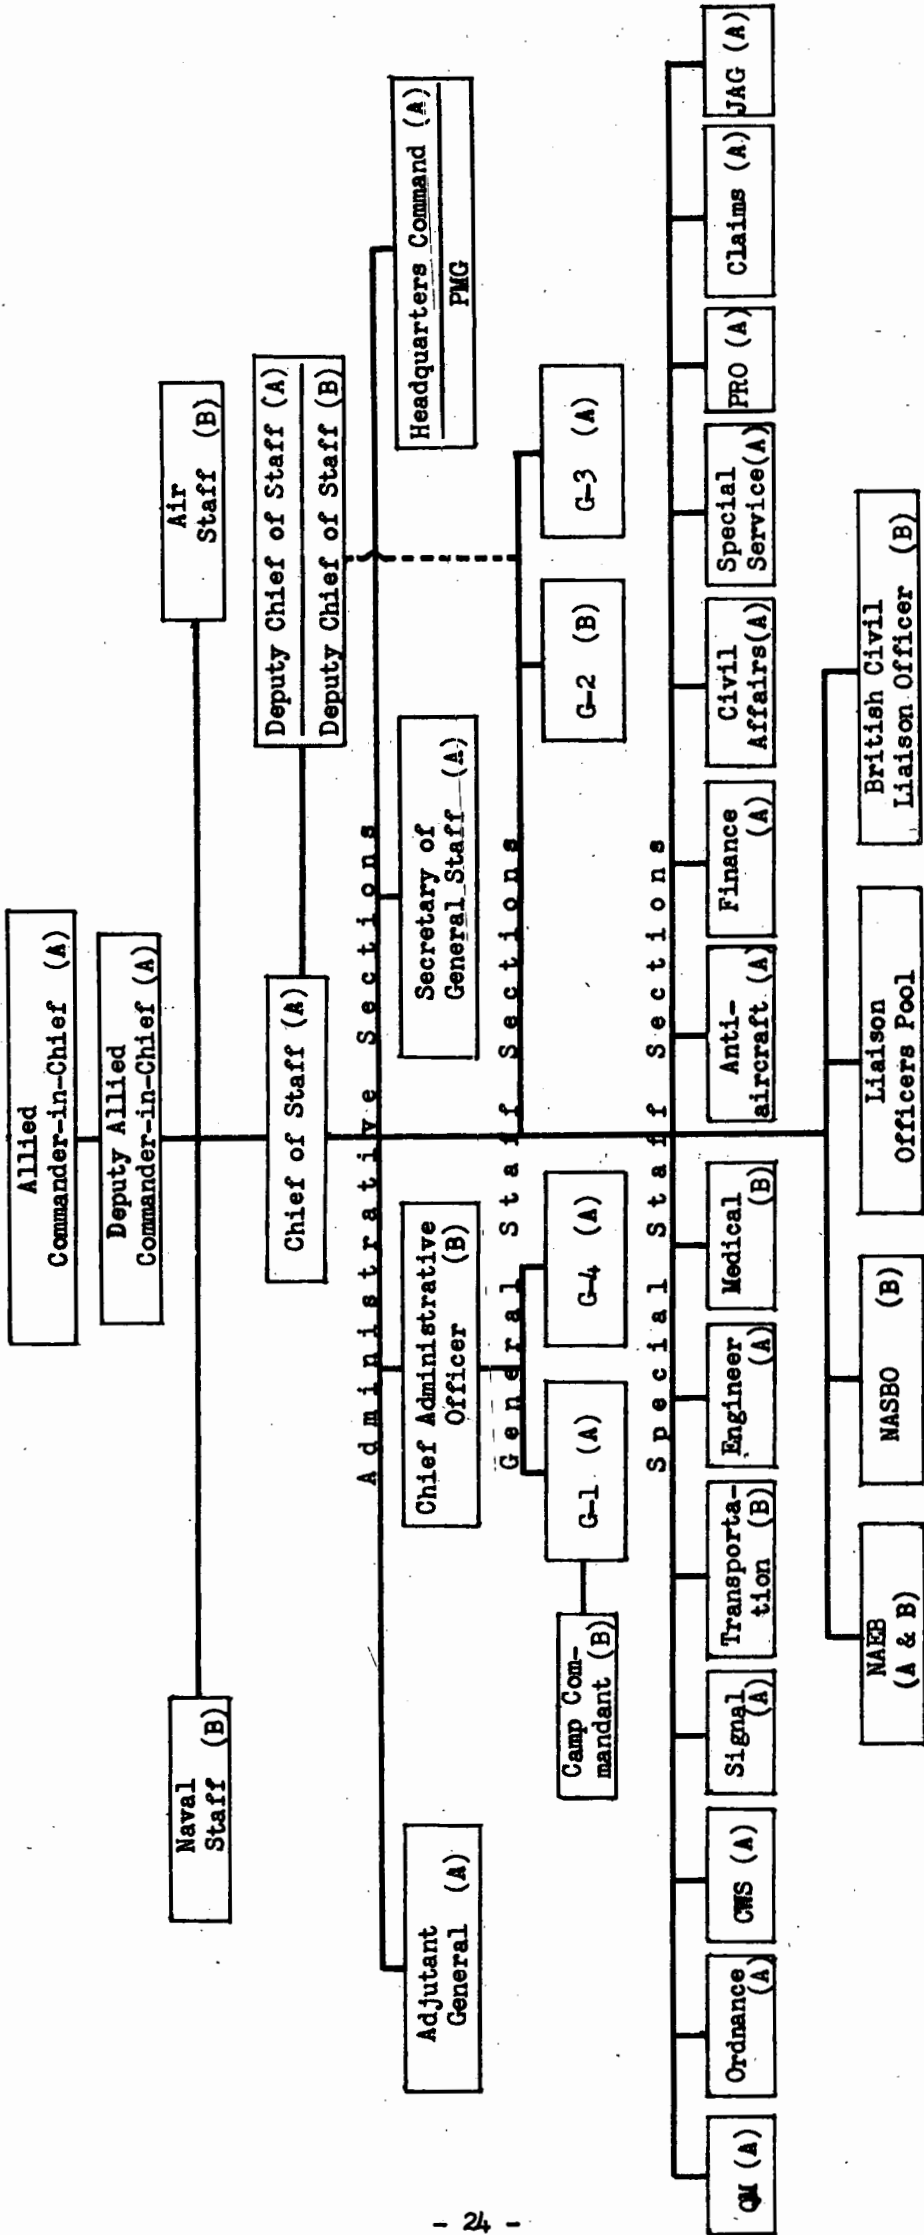 Allied
Commander-in-Chief (A)
Deputy Allied
Commander-in-Chief (A)
Naval
Staff (B)
Air
Staff (B)
Chief of Staff (A)
Deputy Chief of Staff (A)
Deputy Chief of Staff (B)
Administrative Sections
Adjutant
General (A)
Chief Administrative
Officer (B)
Secretary of
General Staff (A)
Headquarters Command (A)
PMG
General Staff Sections
Camp Com-
mandant (B)
G-1 (A)
G-4 (A)
G-2 (B)
G-3 (A)
Special Staff Sections
QM (A)
Ordnance
(A)
CWS (A)
Signal
(A)
Transporta-
tion (B)
Engineer
(A)
Medical
(B)
Anti-
aircraft (A)
Finance
(A)
Civil
Affairs(A)
Special
Service(A)
PRO (A)
Claims (A)
JAG (A)
NAEB
(A & B)
NASBO (B)
Liaison
Officers Pool
British Civil
Liaison Officer (B)
- 24 -